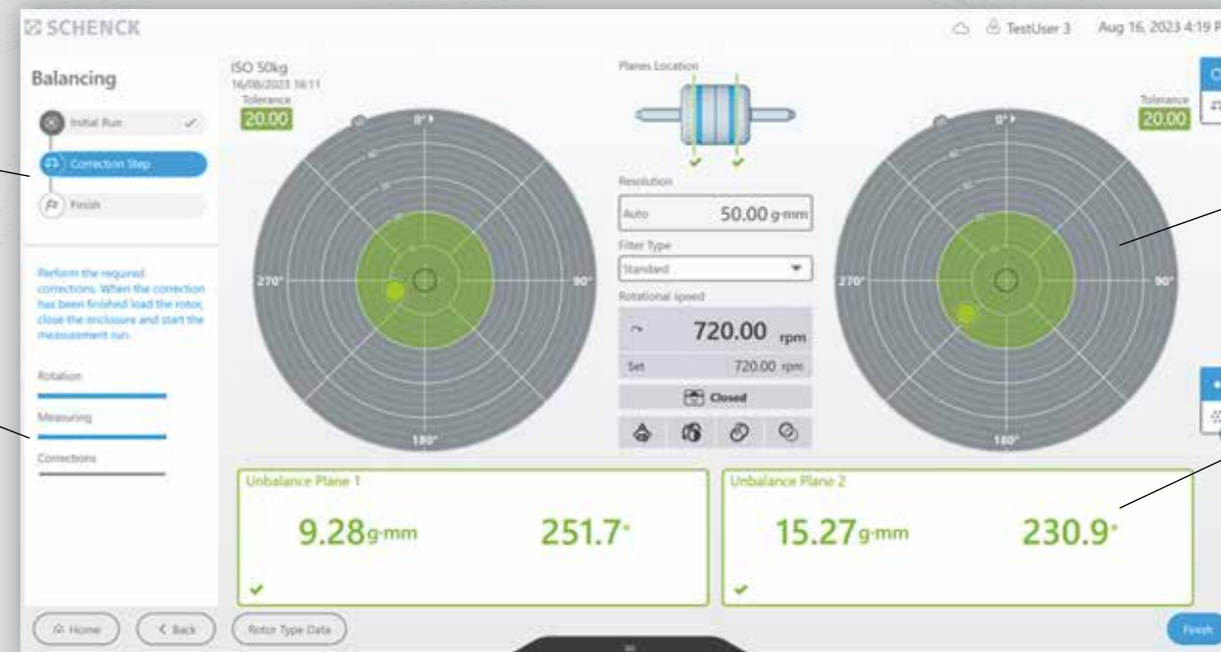 SCHENCK
TestUser 3
Aug 16, 2023 4:19 P
Balancing
Initial Run
Correction Step
Finish
Perform the required
corrections. When the correction
has been finished load the rotor,
close the enclosure and start the
measurement run.
Rotation
Measuring
Corrections
ISO 50kg
16/08/2023 16:11
Tolerance
20.00
0°
90°
180°
270°
Planes Location
Resolution
Auto
50.00 g-mm
Filter Type
Standard
Rotational speed
720.00 rpm
Set
720.00 rpm
Closed
Tolerance
20.00
0°
90°
180°
270°
Unbalance Plane 1
9.28 g-mm 251.7°
Unbalance Plane 2
15.27 g-mm 230.9°
Home
Back
Rotor Type Data
Finish